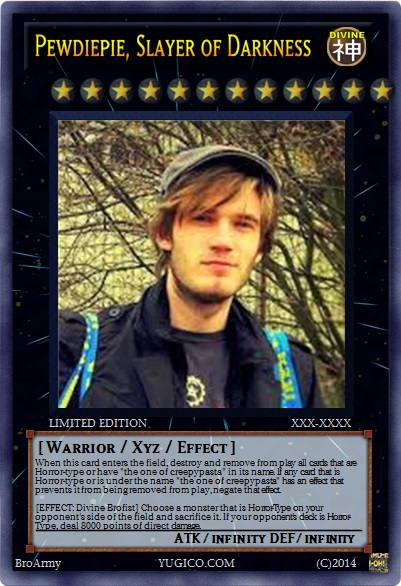 PEWDIEPIE, SLAYER OF DARKNESS
DIVINE
神
LIMITED EDITION XXX-XXXX
[ WARRIOR / XYZ / EFFECT ]
When this card enters the field, destroy and remove from play all cards that are
Horror-type or have "the one of creepypasta" in its name. If any card that is
Horror-type or is under the name "the one of creepypasta" has an effect that
prevents it from being removed from play, negate that effect.
[EFFECT: Divine Brofist] Choose a monster that is Horror-Type on your
opponent's side of the field and sacrifice it. If your opponent's deck is Horror-
Type, deal 8000 points of direct damage.
ATK / INFINITY DEF / INFINITY
BroArmy YUGICO.COM (C)2014